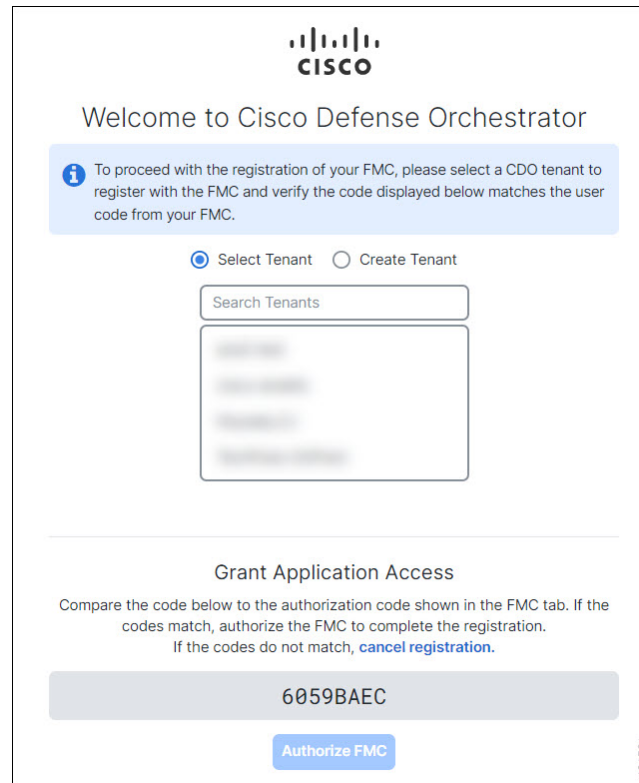 CISCO
Welcome to Cisco Defense Orchestrator
To proceed with the registration of your FMC, please select a CDO tenant to
register with the FMC and verify the code displayed below matches the user
code from your FMC.
Select Tenant Create Tenant
Search Tenants
Grant Application Access
Compare the code below to the authorization code shown in the FMC tab. If the
codes match, authorize the FMC to complete the registration.
If the codes do not match, cancel registration.
6059BAEC
Authorize FMC